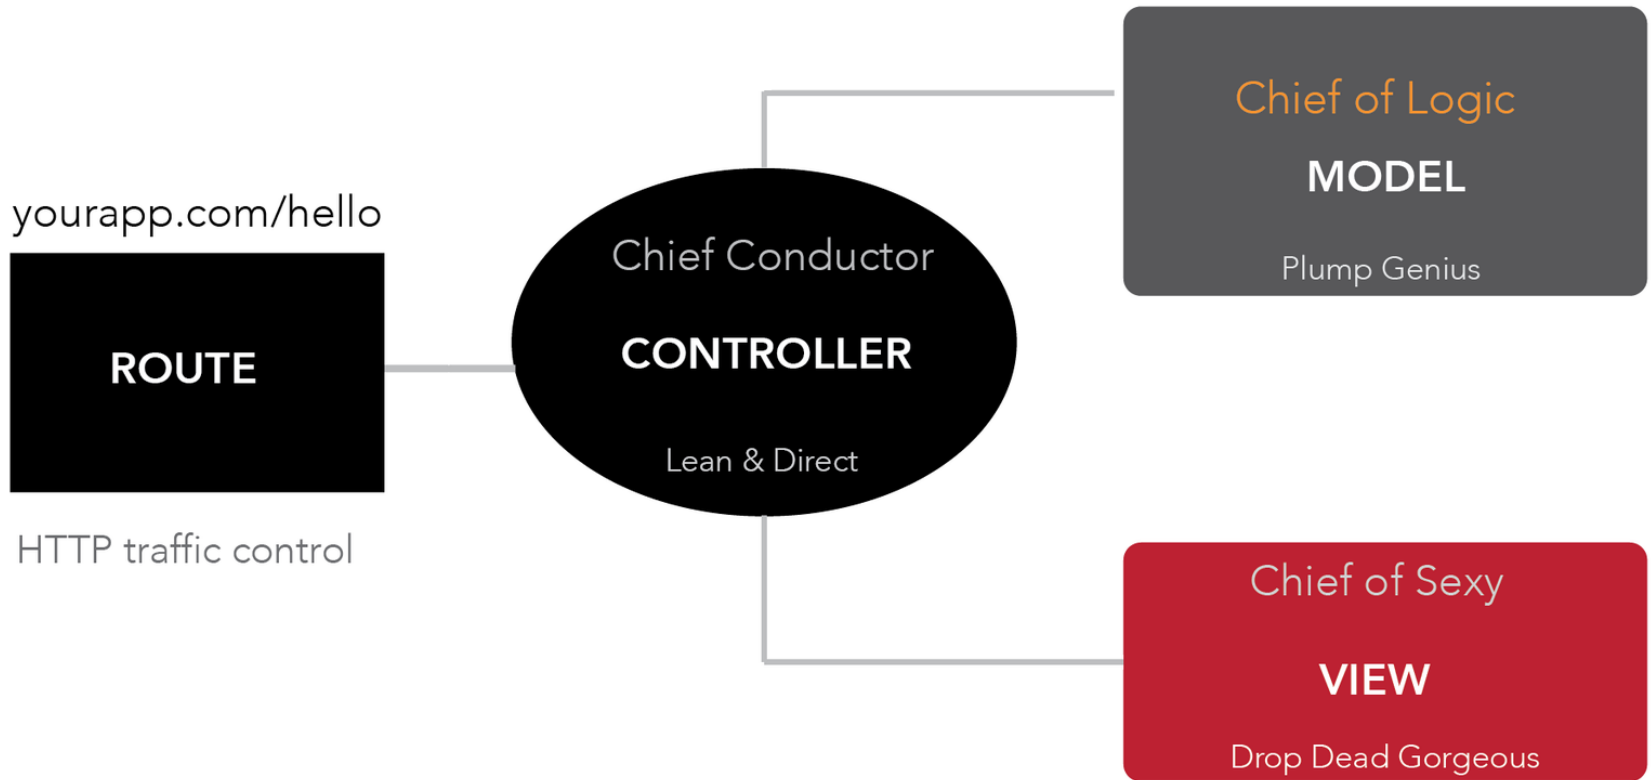 yourapp.com/hello
ROUTE
HTTP traffic control
Chief Conductor
CONTROLLER
Lean & Direct
Chief of Logic
MODEL
Plump Genius
Chief of Sexy
VIEW
Drop Dead Gorgeous